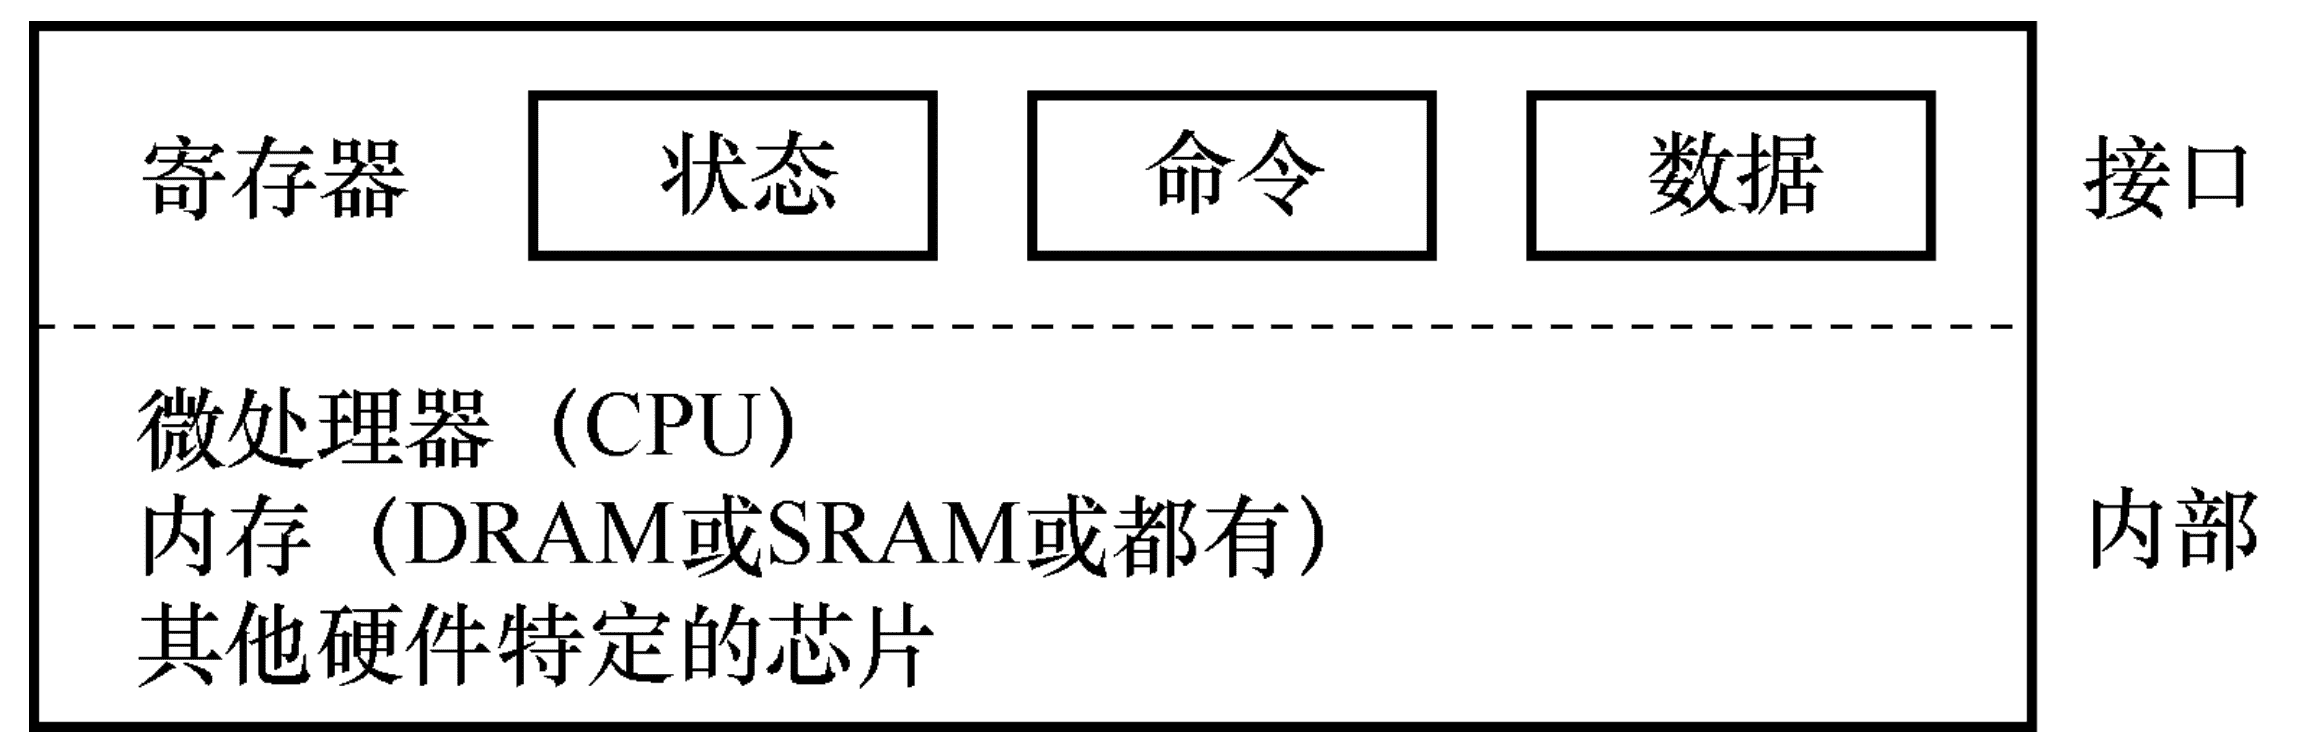 寄存器 状态 命令 数据 接口
微处理器（CPU）
内存（DRAM或SRAM或都有） 内部
其他硬件特定的芯片